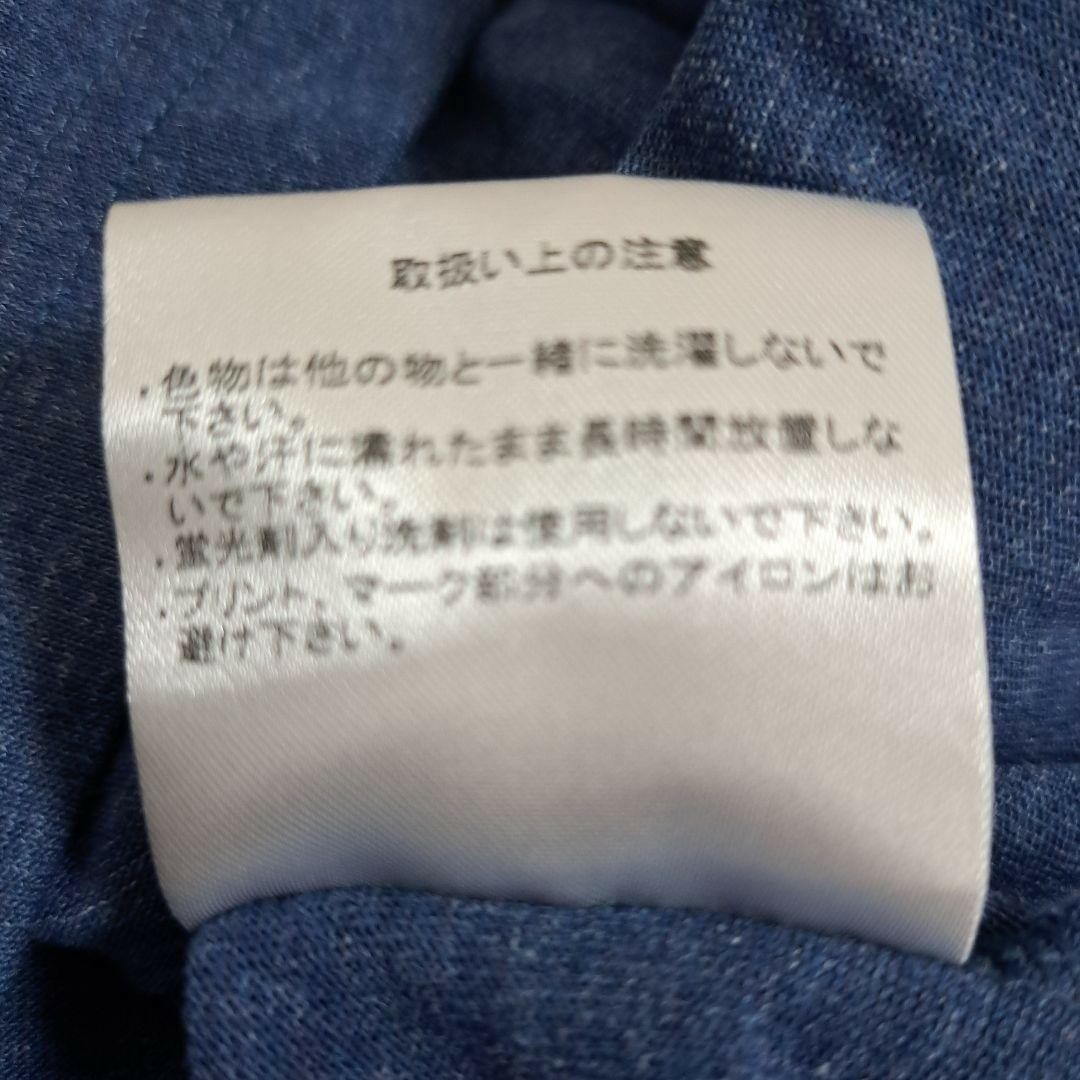 取扱い上の注意
・色物は他の物と一緒に洗濯しないで
下さい。
・水や汗に濡れたまま長時間放置しな
いで下さい。
・蛍光剤入り洗剤は使用しないで下さい。
・プリント、マーク部分へのアイロンはお
避け下さい。